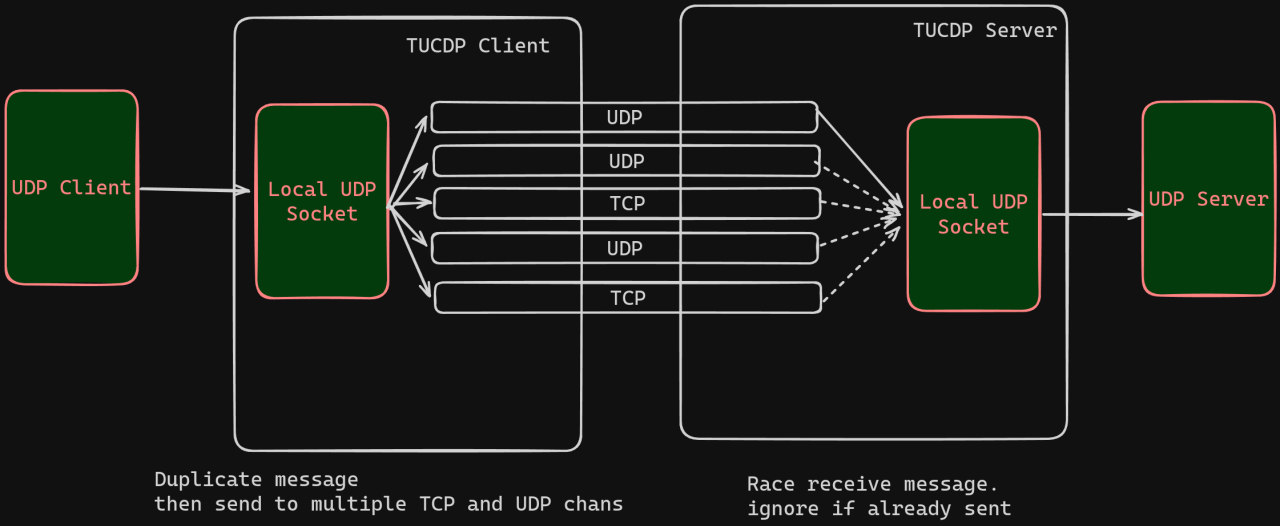 TUCDP Client
TUCDP Server
UDP Client
Local UDP
Socket
UDP
UDP
TCP
UDP
TCP
Local UDP
Socket
UDP Server
Duplicate message
then send to multiple TCP and UDP chans
Race receive message.
ignore if already sent